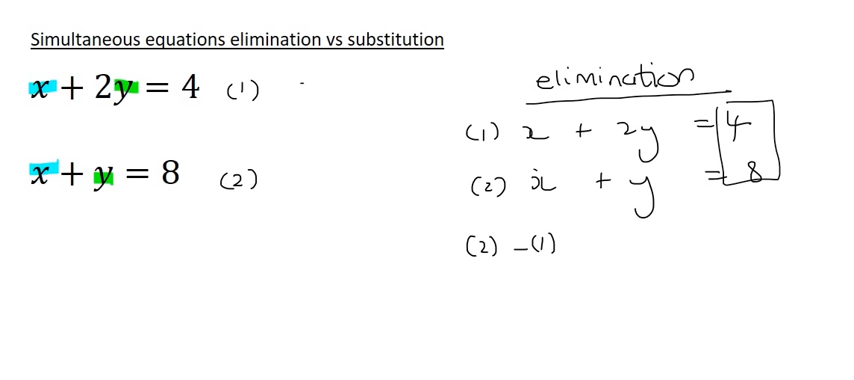 Simultaneous equations elimination vs substitution
x + 2y = 4 (1)
x + y = 8 (2)
elimination
(1) x + 2y = 4
(2) x + y = 8
(2) - (1)